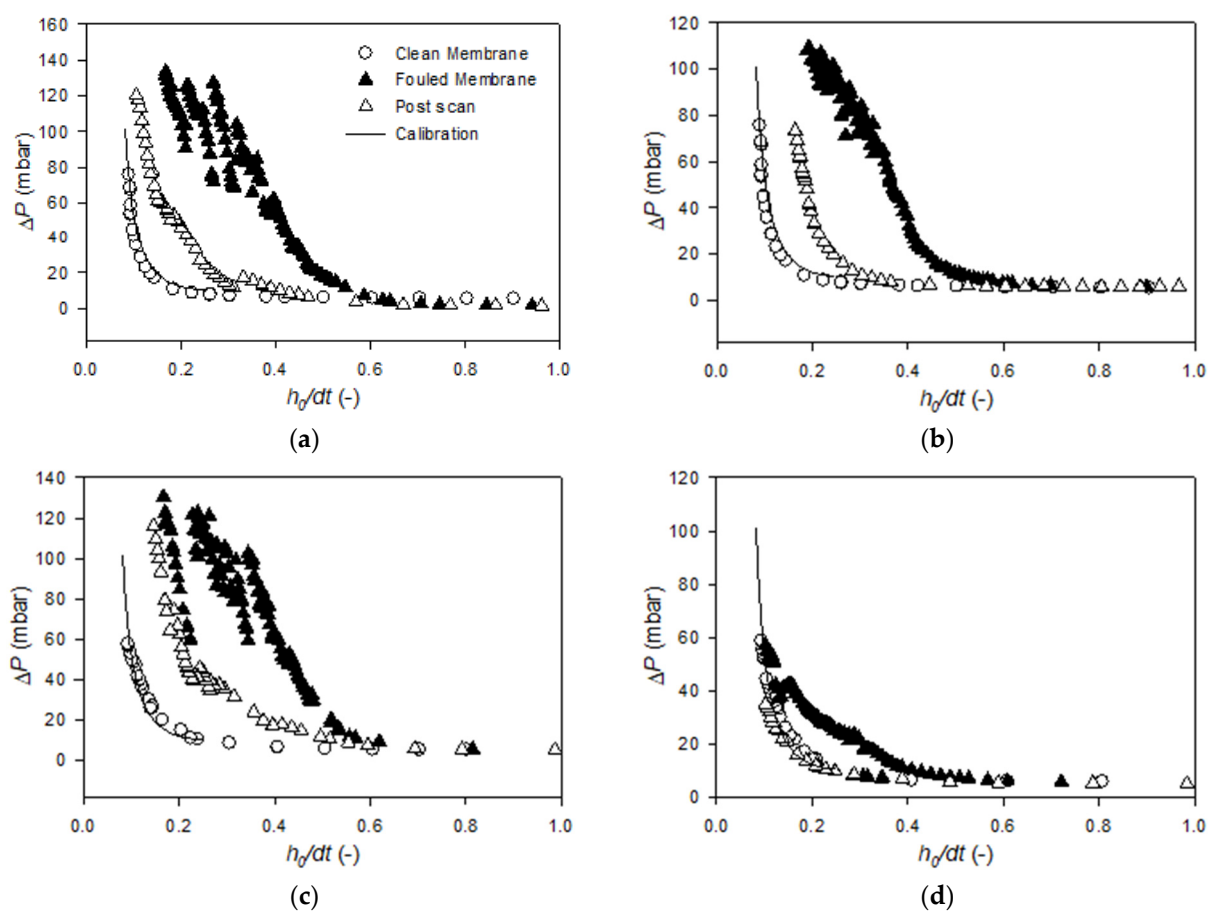 160
140
120
100
80
60
40
20
0
ΔP (mbar)
Clean Membrane
Fouled Membrane
Post scan
Calibration
0.0 0.2 0.4 0.6 0.8 1.0
h0/dt (-)
(a)
120
100
80
60
40
20
0
ΔP (mbar)
0.0 0.2 0.4 0.6 0.8 1.0
h0/dt (-)
(b)
140
120
100
80
60
40
20
0
ΔP (mbar)
0.0 0.2 0.4 0.6 0.8 1.0
h0/dt (-)
(c)
120
100
80
60
40
20
0
ΔP (mbar)
0.0 0.2 0.4 0.6 0.8 1.0
h0/dt (-)
(d)